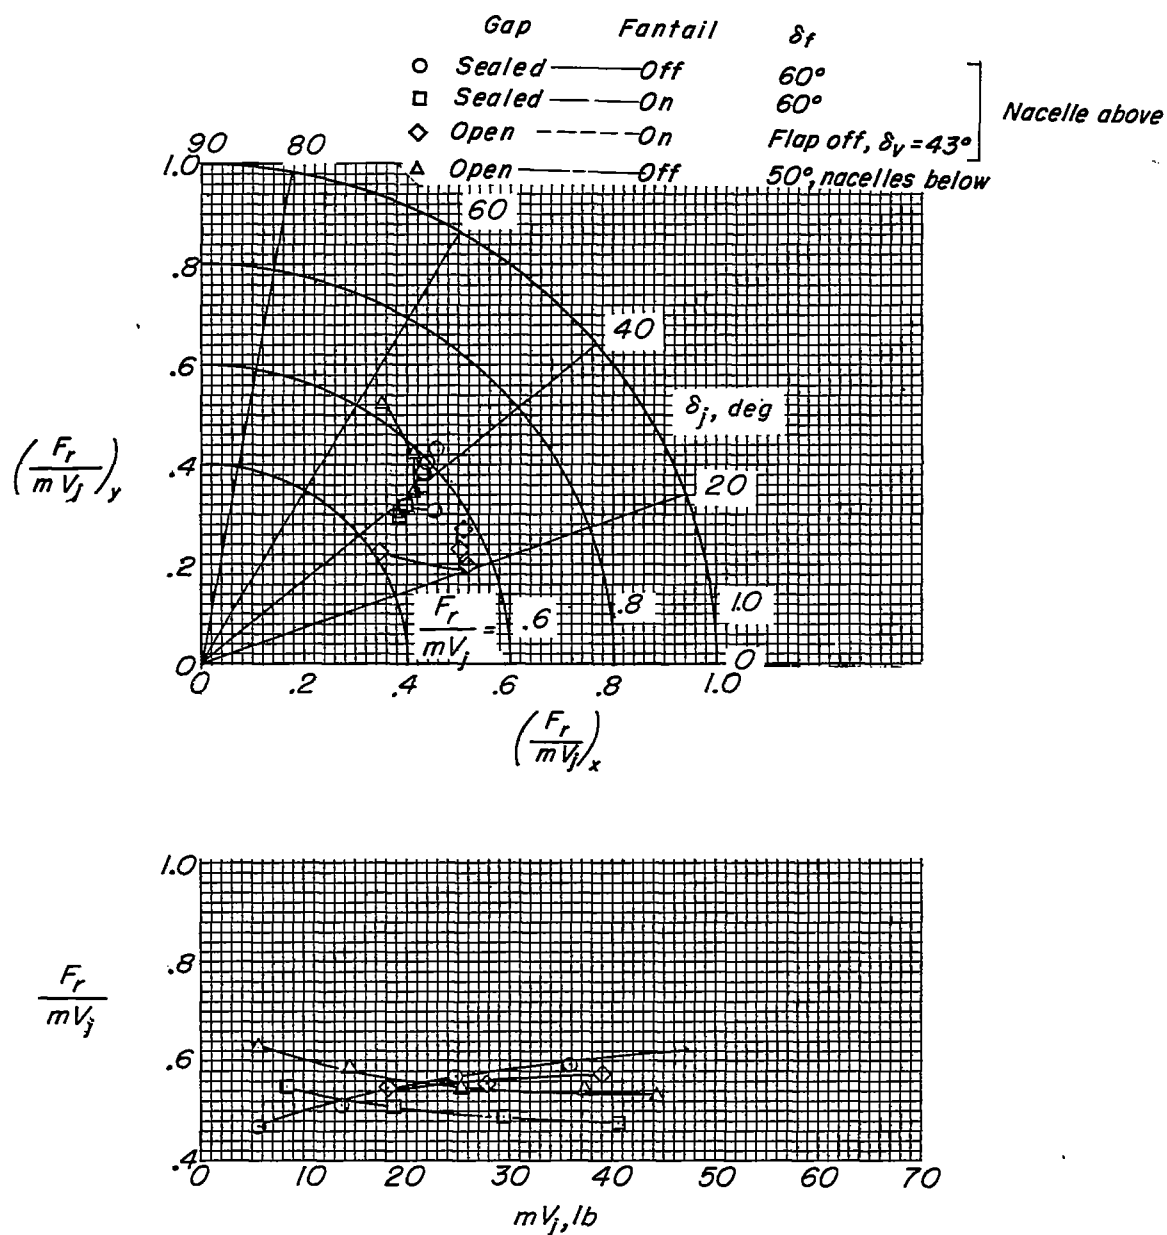 Gap Fantail δf
Sealed Off 60°
Sealed On 60°
Open On Flap off, δv = 43°
Open Off 50°, nacelles below
Nacelle above
90 80
1.0
60
.8
40
.6
δj, deg
(Fr/mVj)y
.4
20
.2
Fr/mVj = .6 .8 1.0
0 0
0 .2 .4 .6 .8 1.0
(Fr/mVj)x
1.0
.8
Fr/mVj
.6
.4
0 10 20 30 40 50 60 70
mVj, lb